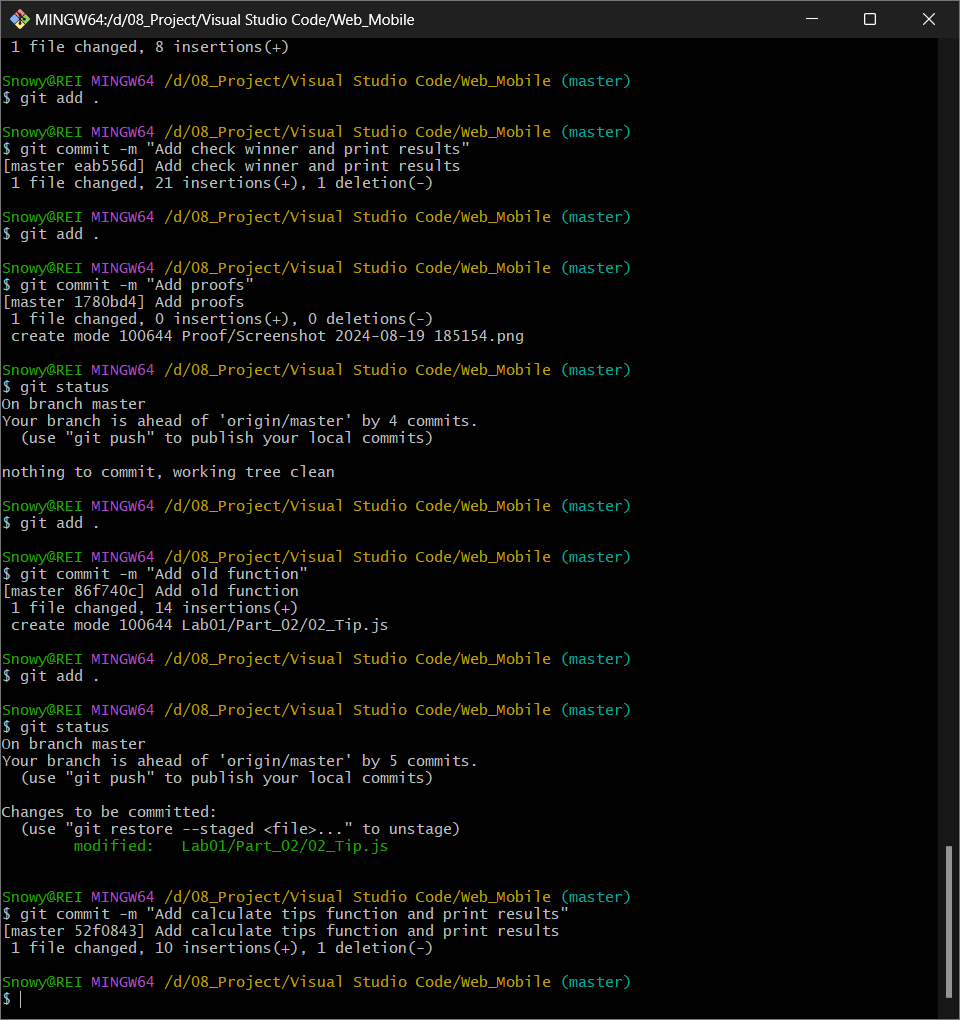 MINGW64:/d/08_Project/Visual Studio Code/Web_Mobile
1 file changed, 8 insertions(+)
Snowy@REI MINGW64 /d/08_Project/Visual Studio Code/Web_Mobile (master)
$ git add .
Snowy@REI MINGW64 /d/08_Project/Visual Studio Code/Web_Mobile (master)
$ git commit -m "Add check winner and print results"
[master eab556d] Add check winner and print results
1 file changed, 21 insertions(+), 1 deletion(-)
Snowy@REI MINGW64 /d/08_Project/Visual Studio Code/Web_Mobile (master)
$ git add .
Snowy@REI MINGW64 /d/08_Project/Visual Studio Code/Web_Mobile (master)
$ git commit -m "Add proofs"
[master 1780bd4] Add proofs
1 file changed, 0 insertions(+), 0 deletions(-)
create mode 100644 Proof/Screenshot 2024-08-19 185154.png
Snowy@REI MINGW64 /d/08_Project/Visual Studio Code/Web_Mobile (master)
$ git status
On branch master
Your branch is ahead of 'origin/master' by 4 commits.
(use "git push" to publish your local commits)
nothing to commit, working tree clean
Snowy@REI MINGW64 /d/08_Project/Visual Studio Code/Web_Mobile (master)
$ git add .
Snowy@REI MINGW64 /d/08_Project/Visual Studio Code/Web_Mobile (master)
$ git commit -m "Add old function"
[master 86f740c] Add old function
1 file changed, 14 insertions(+)
create mode 100644 Lab01/Part_02/02_Tip.js
Snowy@REI MINGW64 /d/08_Project/Visual Studio Code/Web_Mobile (master)
$ git add .
Snowy@REI MINGW64 /d/08_Project/Visual Studio Code/Web_Mobile (master)
$ git status
On branch master
Your branch is ahead of 'origin/master' by 5 commits.
(use "git push" to publish your local commits)
Changes to be committed:
(use "git restore --staged <file>..." to unstage)
modified:   Lab01/Part_02/02_Tip.js
Snowy@REI MINGW64 /d/08_Project/Visual Studio Code/Web_Mobile (master)
$ git commit -m "Add calculate tips function and print results"
[master 52f0843] Add calculate tips function and print results
1 file changed, 10 insertions(+), 1 deletion(-)
Snowy@REI MINGW64 /d/08_Project/Visual Studio Code/Web_Mobile (master)
$